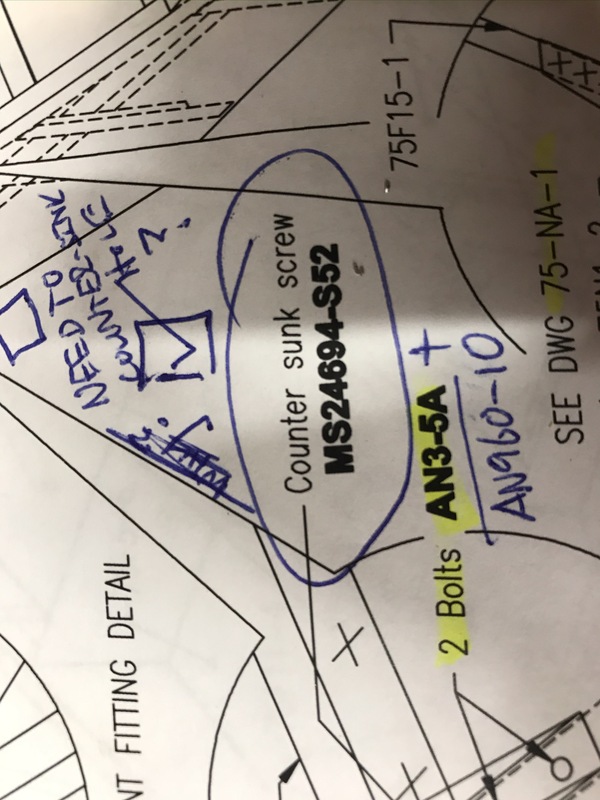 NEED TO
COUNTER-SINK
HOLE
?
Counter sunk screw
MS24694-S52
75F15-1
2 Bolts AN3-5A +
AN960-10
SEE DWG 75-NA-1
NT FITTING DETAIL